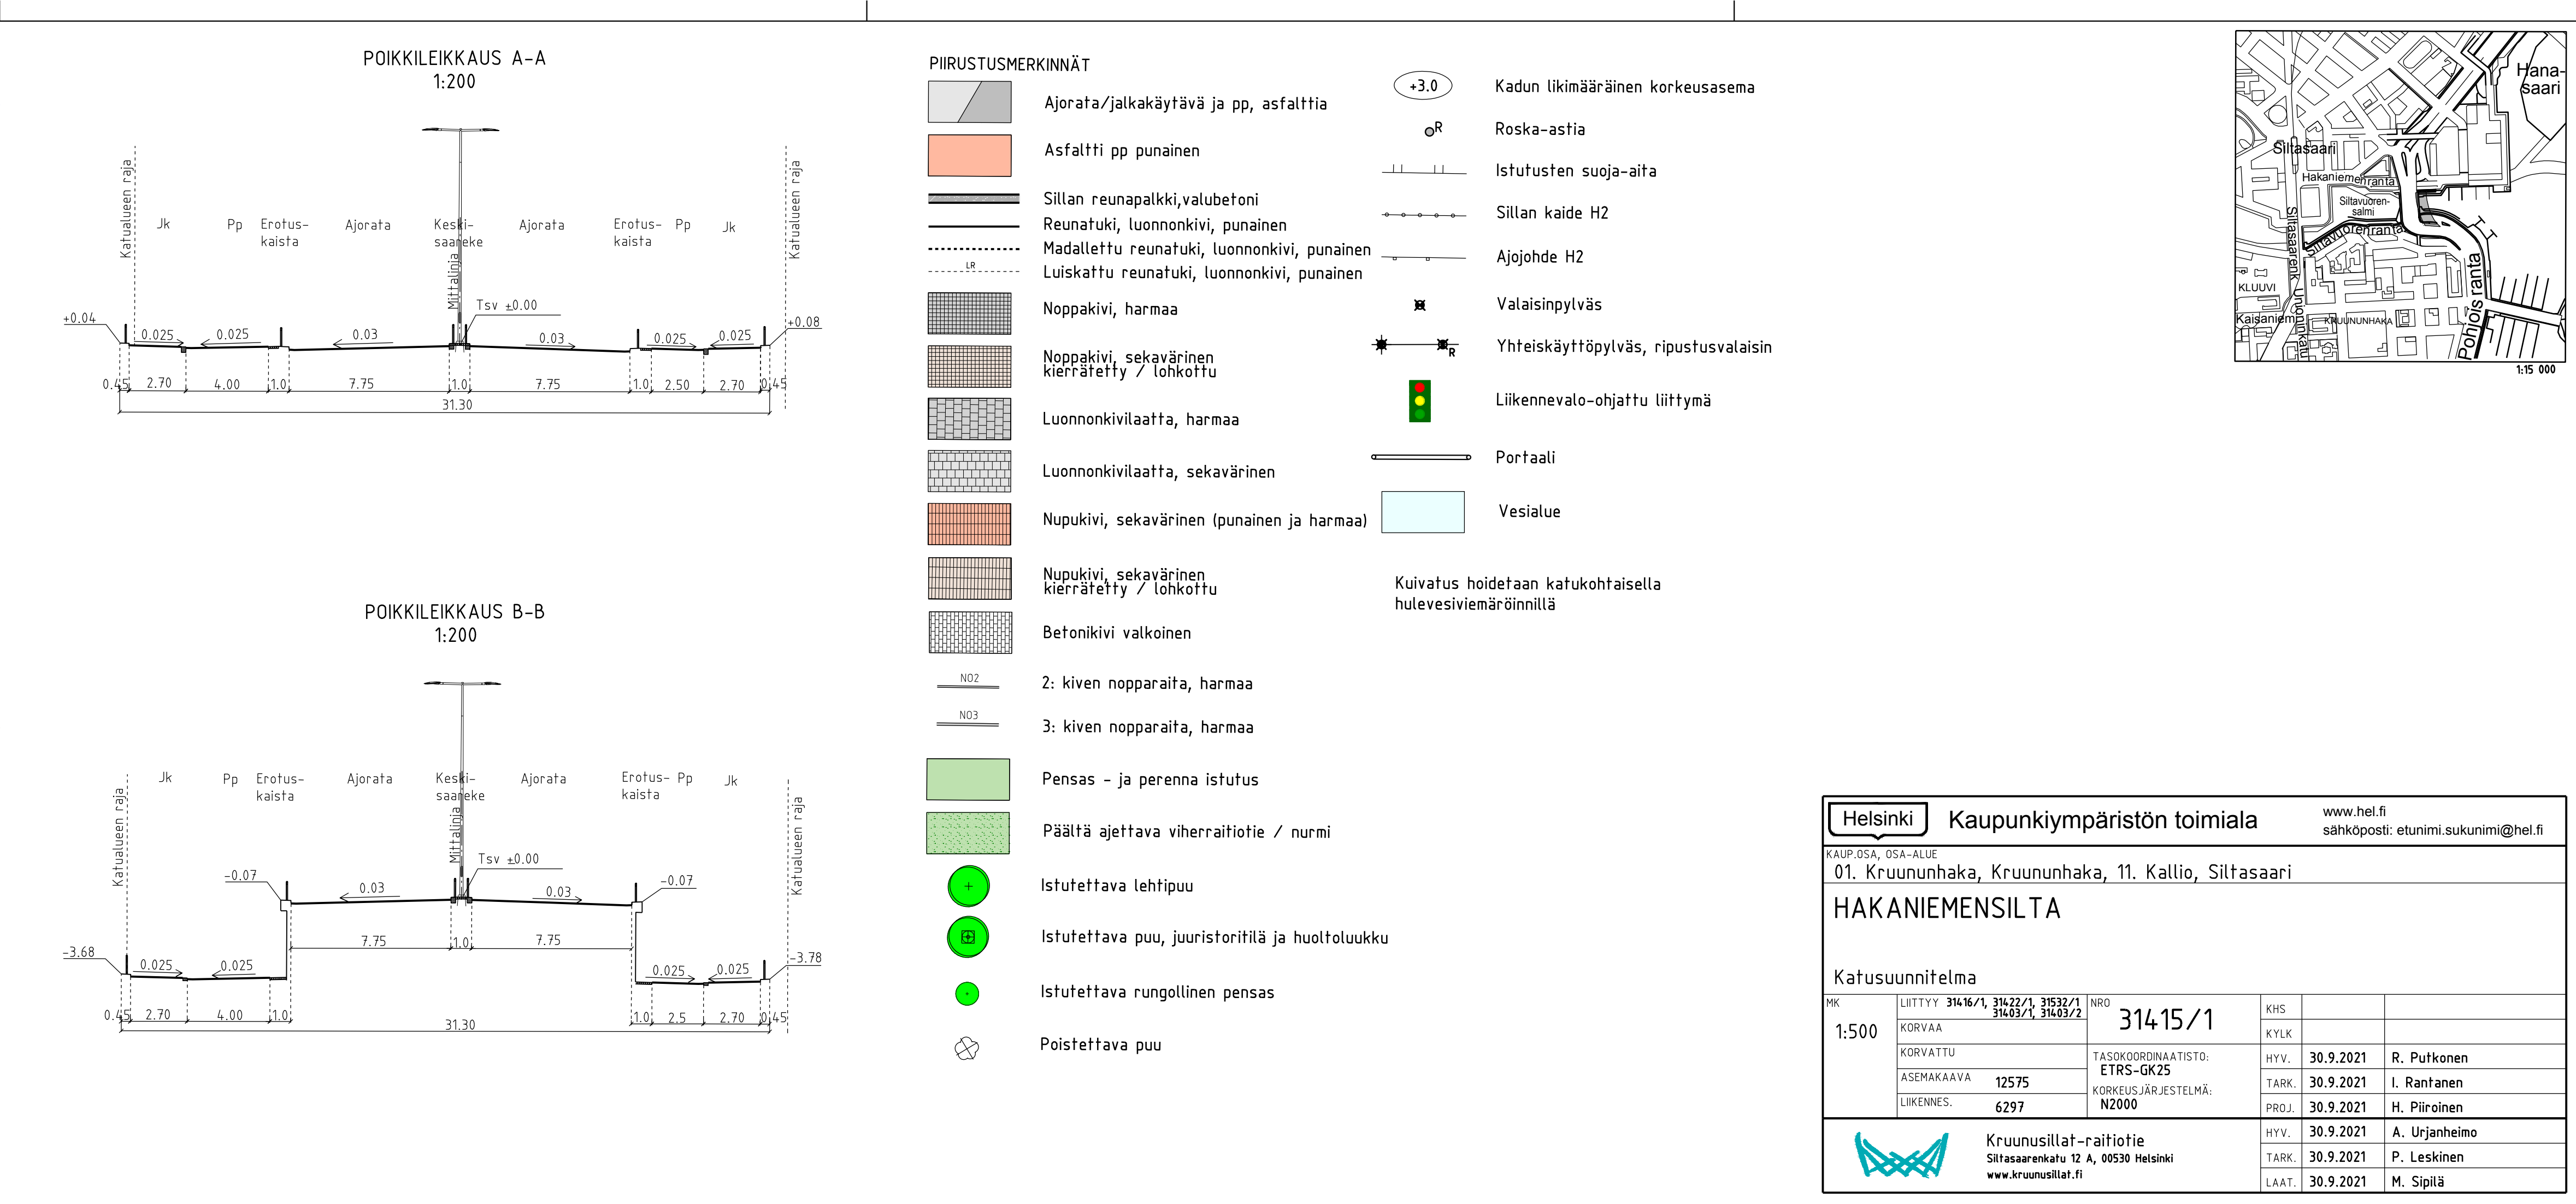 POIKKILEIKKAUS A-A
1:200
Katualueen raja
Jk
Pp
Erotus-
kaista
Ajorata
Keski-
saareke
Mittalinja
Ajorata
Erotus-
kaista
Pp
Jk
Katualueen raja
Tsv ±0.00
+0.04
0.025
0.025
0.03
0.03
0.025
0.025
+0.08
0.45
2.70
4.00
1.0
7.75
1.0
7.75
1.0
2.50
2.70
0.45
31.30
POIKKILEIKKAUS B-B
1:200
Katualueen raja
Jk
Pp
Erotus-
kaista
Ajorata
Keski-
saareke
Mittalinja
Ajorata
Erotus-
kaista
Pp
Jk
Katualueen raja
Tsv ±0.00
-0.07
0.03
0.03
-0.07
7.75
1.0
7.75
-3.68
0.025
0.025
0.025
0.025
-3.78
0.45
2.70
4.00
1.0
31.30
1.0
2.5
2.70
0.45
PIIRUSTUSMERKINNÄT
Ajorata/jalkakäytävä ja pp, asfalttia
Asfaltti pp punainen
Sillan reunapalkki,valubetoni
Reunatuki, luonnonkivi, punainen
Madallettu reunatuki, luonnonkivi, punainen
LR
Luiskattu reunatuki, luonnonkivi, punainen
Noppakivi, harmaa
Noppakivi, sekavärinen
kierrätetty / lohkottu
Luonnonkivilaatta, harmaa
Luonnonkivilaatta, sekavärinen
Nupukivi, sekavärinen (punainen ja harmaa)
Nupukivi, sekavärinen
kierrätetty / lohkottu
Betonikivi valkoinen
NO2
2: kiven nopparaita, harmaa
NO3
3: kiven nopparaita, harmaa
Pensas - ja perenna istutus
Päältä ajettava viherraitiotie / nurmi
Istutettava lehtipuu
Istutettava puu, juuristoritilä ja huoltoluukku
Istutettava rungollinen pensas
Poistettava puu
+3.0
Kadun likimääräinen korkeusasema
R
Roska-astia
Istutusten suoja-aita
Sillan kaide H2
Ajojohde H2
Valaisinpylväs
R
Yhteiskäyttöpylväs, ripustusvalaisin
Liikennevalo-ohjattu liittymä
Portaali
Vesialue
Kuivatus hoidetaan katukohtaisella
hulevesiviemäröinnillä
Hana-
saari
Siltasaari
Hakaniemenranta
Siltavuoren-
salmi
Siltavuorenranta
Siltasaarenk
KLUUVI
Unioninkatu
Kaisaniemi
KRUUNUNHAKA
Pohjoisranta
1:15 000
Helsinki
Kaupunkiympäristön toimiala
www.hel.fi
sähköposti: etunimi.sukunimi@hel.fi
KAUP.OSA, OSA-ALUE
01. Kruununhaka, Kruununhaka, 11. Kallio, Siltasaari
HAKANIEMENSILTA
Katusuunnitelma
MK
1:500
LIITTYY 31416/1, 31422/1, 31532/1
31403/1, 31403/2
KORVAA
KORVATTU
ASEMAKAAVA 12575
LIIKENNES. 6297
NRO
31415/1
TASOKOORDINAATISTO:
ETRS-GK25
KORKEUSJÄRJESTELMÄ:
N2000
KHS
KYLK
HYV. 30.9.2021 R. Putkonen
TARK. 30.9.2021 I. Rantanen
PROJ. 30.9.2021 H. Piiroinen
Kruunusillat-raitiotie
Siltasaarenkatu 12 A, 00530 Helsinki
www.kruunusillat.fi
HYV. 30.9.2021 A. Urjanheimo
TARK. 30.9.2021 P. Leskinen
LAAT. 30.9.2021 M. Sipilä